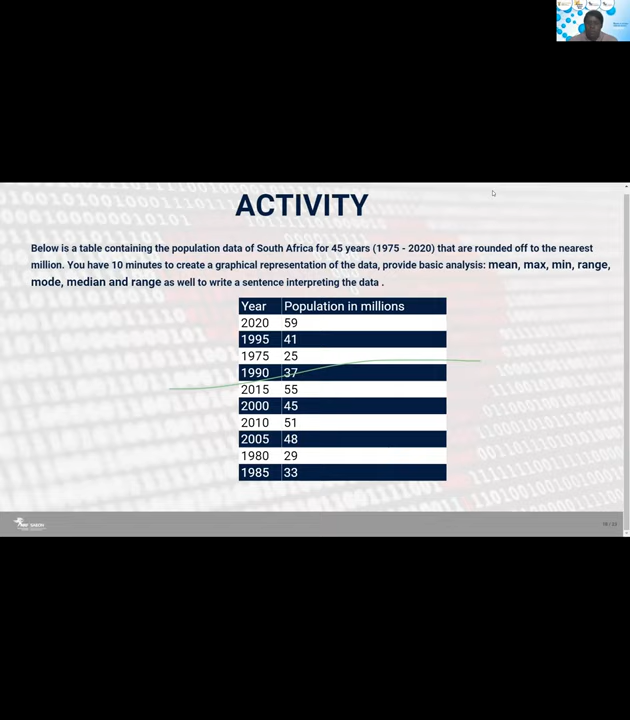 ACTIVITY
Below is a table containing the population data of South Africa for 45 years (1975 - 2020) that are rounded off to the nearest
million. You have 10 minutes to create a graphical representation of the data, provide basic analysis: mean, max, min, range,
mode, median and range as well to write a sentence interpreting the data .
Year Population in millions
2020 59
1995 41
1975 25
1990 37
2015 55
2000 45
2010 51
2005 48
1980 29
1985 33